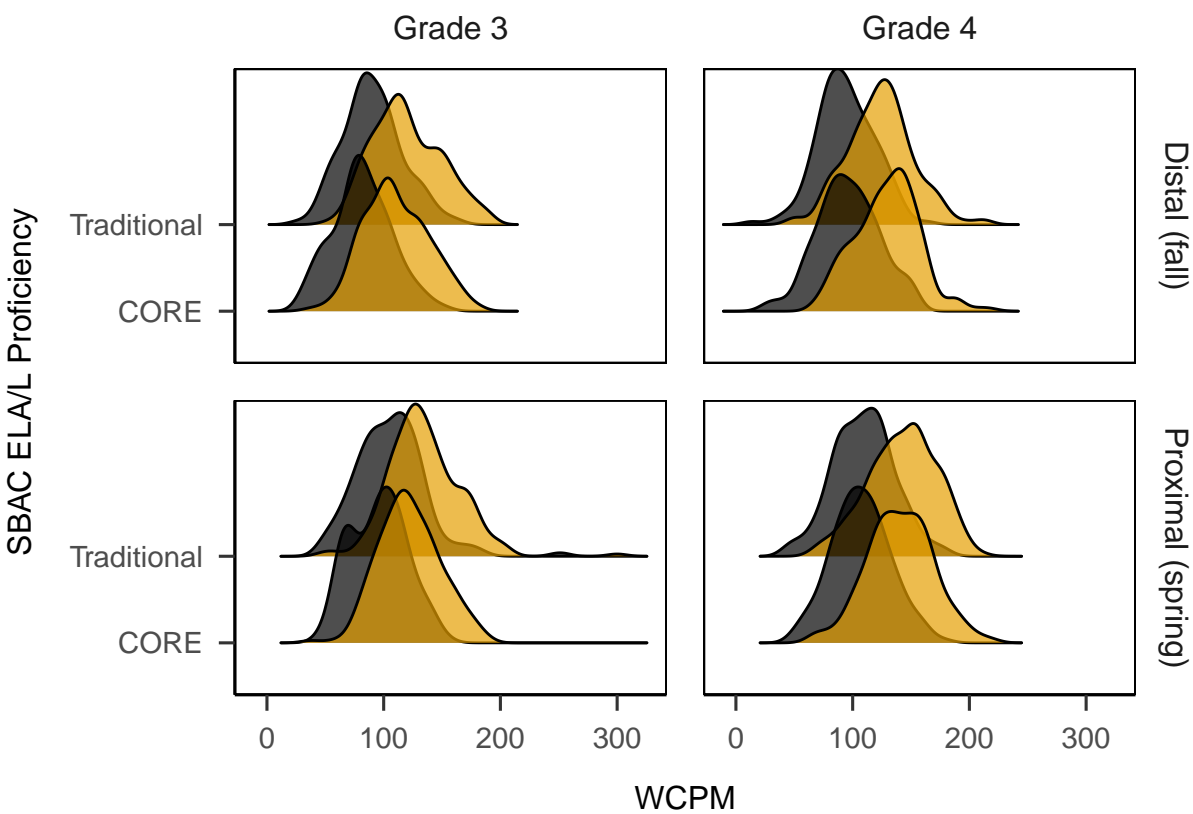 Grade 3
Grade 4
Distal (fall)
Traditional
CORE
SBAC ELA/L Proficiency
Proximal (spring)
Traditional
CORE
0 100 200 300
0 100 200 300
WCPM